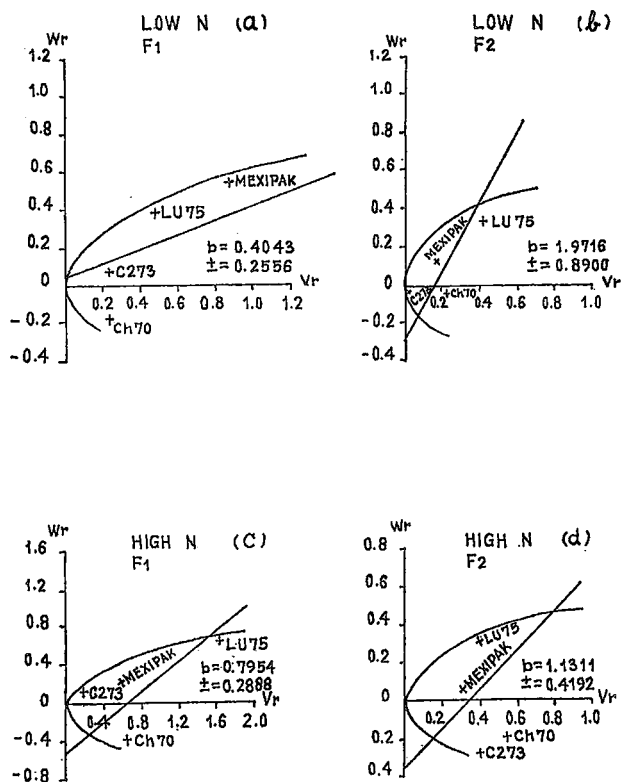 LOW N (a)
F1
Wr
1.2
1.0
0.8
0.6
0.4
0.2
0
-0.2
-0.4
+MEXIPAK
+LU75
+C273
+Ch70
b=0.4043
±=0.2556
0.2 0.4 0.6 0.8 1.0 1.2 Vr
LOW N (b)
F2
Wr
1.2
1.0
0.8
0.6
0.4
0.2
0
-0.2
-0.4
MEXIPAK
+
+LU75
+Ch70
b=1.9716
±=0.8900
0.2 0.4 0.6 0.8 1.0 Vr
HIGH N (C)
F1
Wr
1.6
1.2
0.8
0.4
0
-0.4
-0.8
+C273
+MEXIPAK
+LU75
+Ch70
b=0.7954
±=0.2888
0.4 0.8 1.2 1.6 2.0
Vr
HIGH N (d)
F2
Wr
0.8
0.6
0.4
0.2
0
0.2
0.4
+LU75
+MEXIPAK
+Ch70
+C273
b=1.1311
±=0.4192
0.2 0.4 0.6 0.8 1.0
Vr